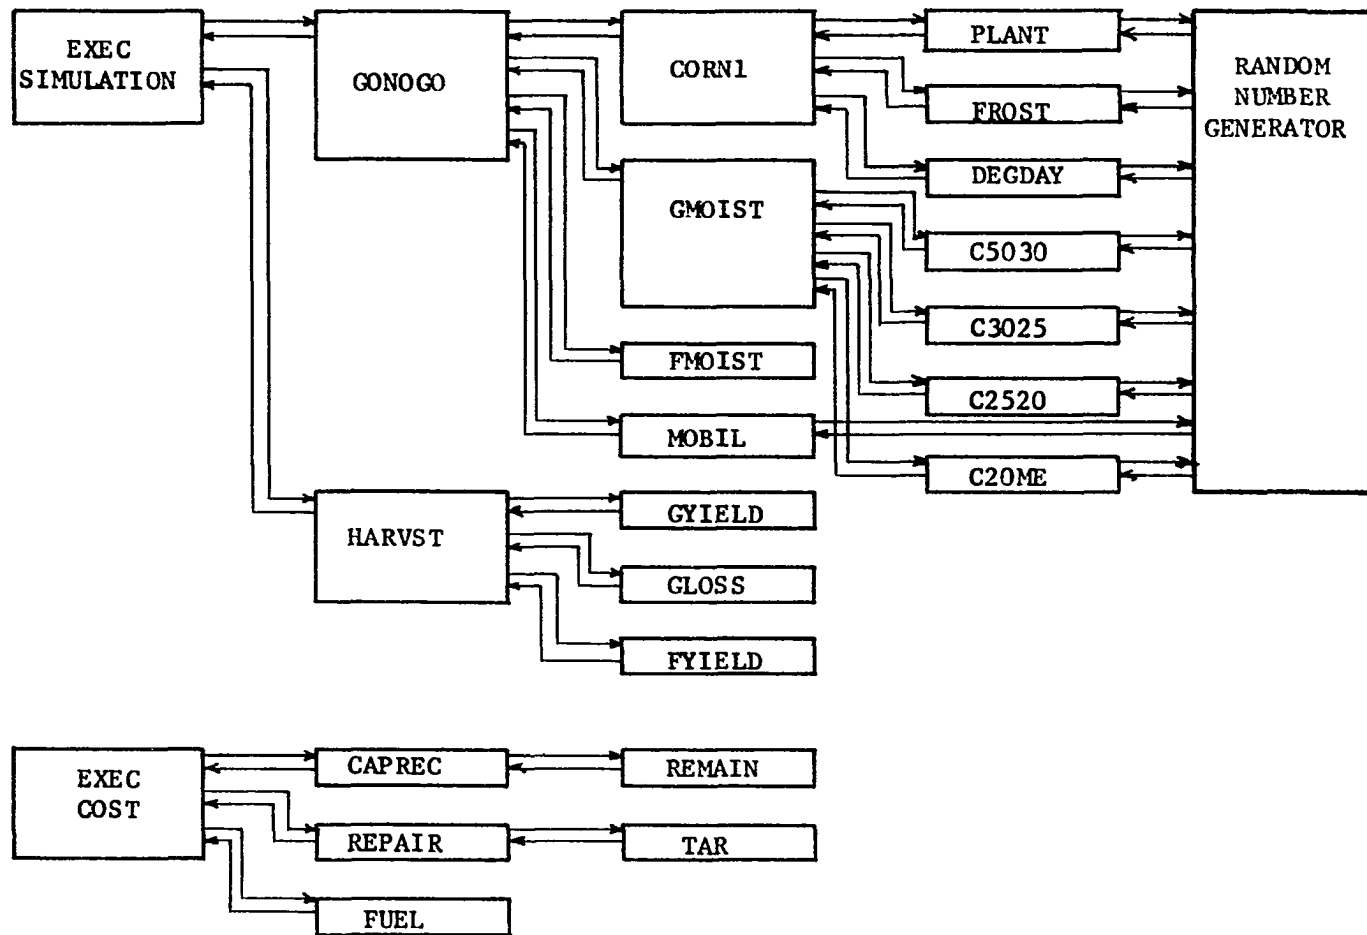 EXEC
SIMULATION
GONOGO
CORN1
PLANT
FROST
DEGDAY
RANDOM
NUMBER
GENERATOR
GMOIST
C5030
C3025
C2520
C20ME
FMOIST
MOBIL
HARVST
GYIELD
GLOSS
FYIELD
EXEC
COST
CAPREC
REMAIN
REPAIR
TAR
FUEL